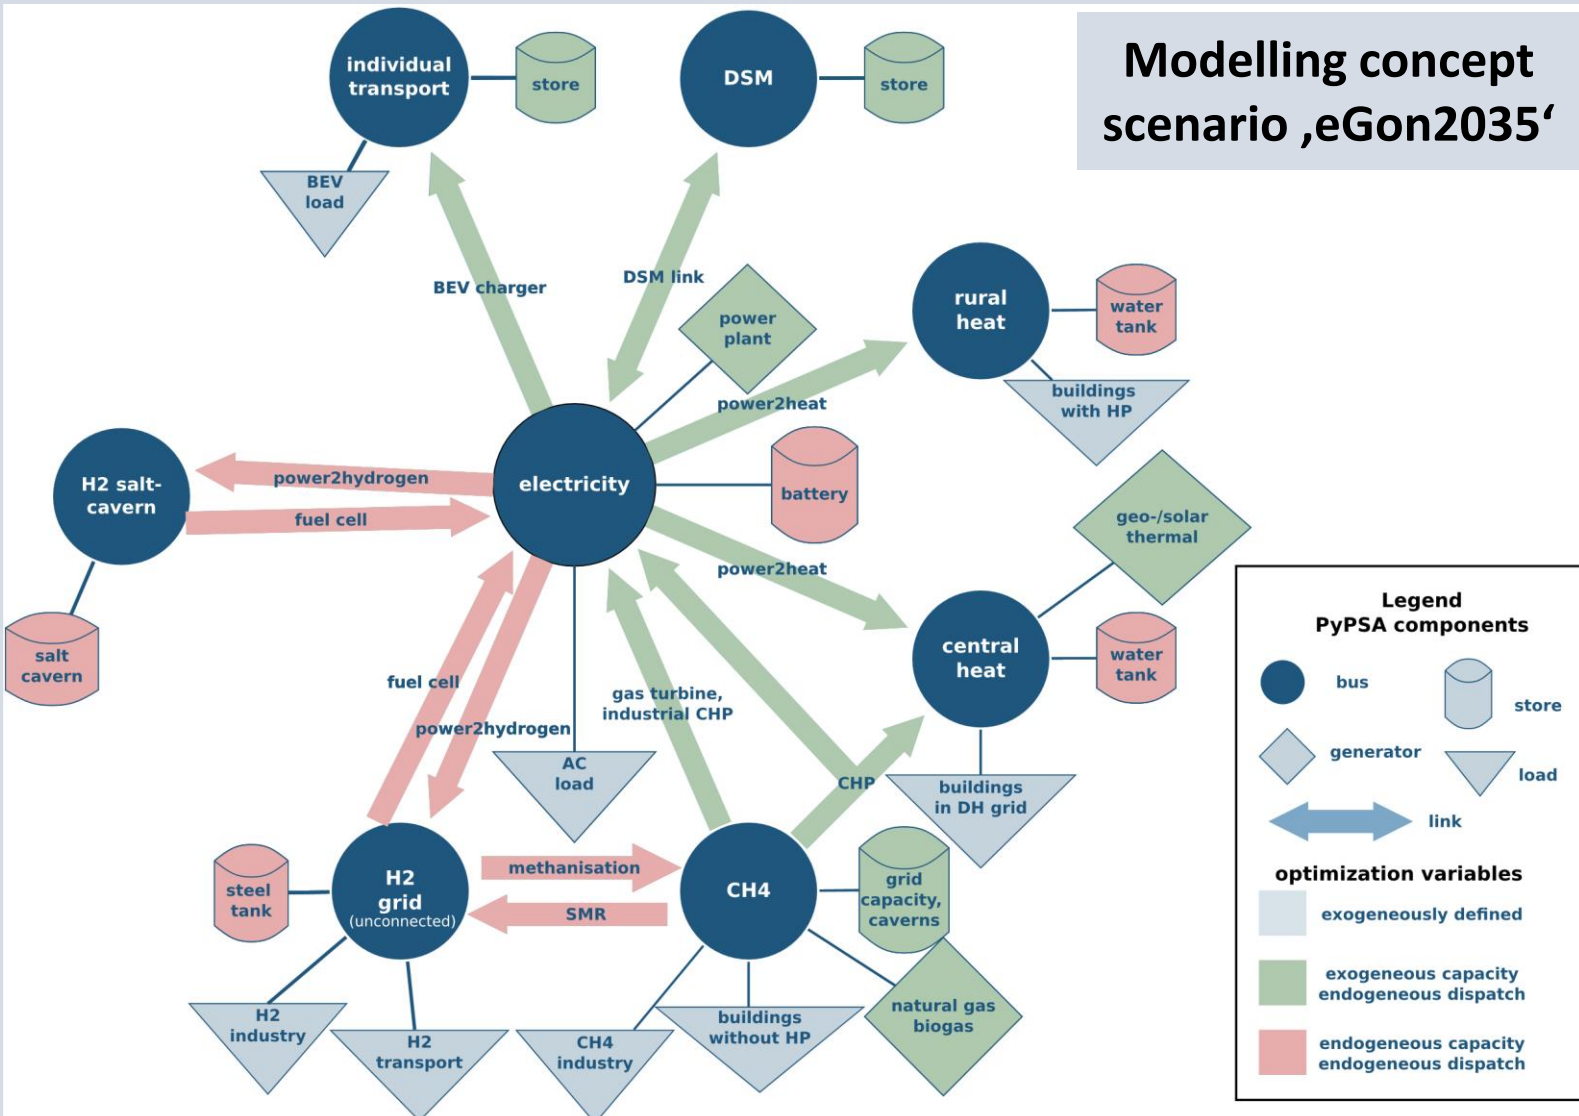 Modelling concept
scenario ‚eGon2035‘
individual
transport
store
DSM
store
BEV
load
BEV charger
DSM link
power
plant
rural
heat
water
tank
buildings
with HP
power2heat
H2 salt-
cavern
power2hydrogen
fuel cell
electricity
battery
geo-/solar
thermal
power2heat
salt
cavern
central
heat
water
tank
fuel cell
power2hydrogen
gas turbine,
industrial CHP
AC
load
CHP
buildings
in DH grid
steel
tank
H2
grid
(unconnected)
methanisation
SMR
CH4
grid
capacity,
caverns
H2
industry
H2
transport
CH4
industry
buildings
without HP
natural gas
biogas
Legend
PyPSA components
bus
store
generator
load
link
optimization variables
exogeneously defined
exogeneous capacity
endogeneous dispatch
endogeneous capacity
endogeneous dispatch